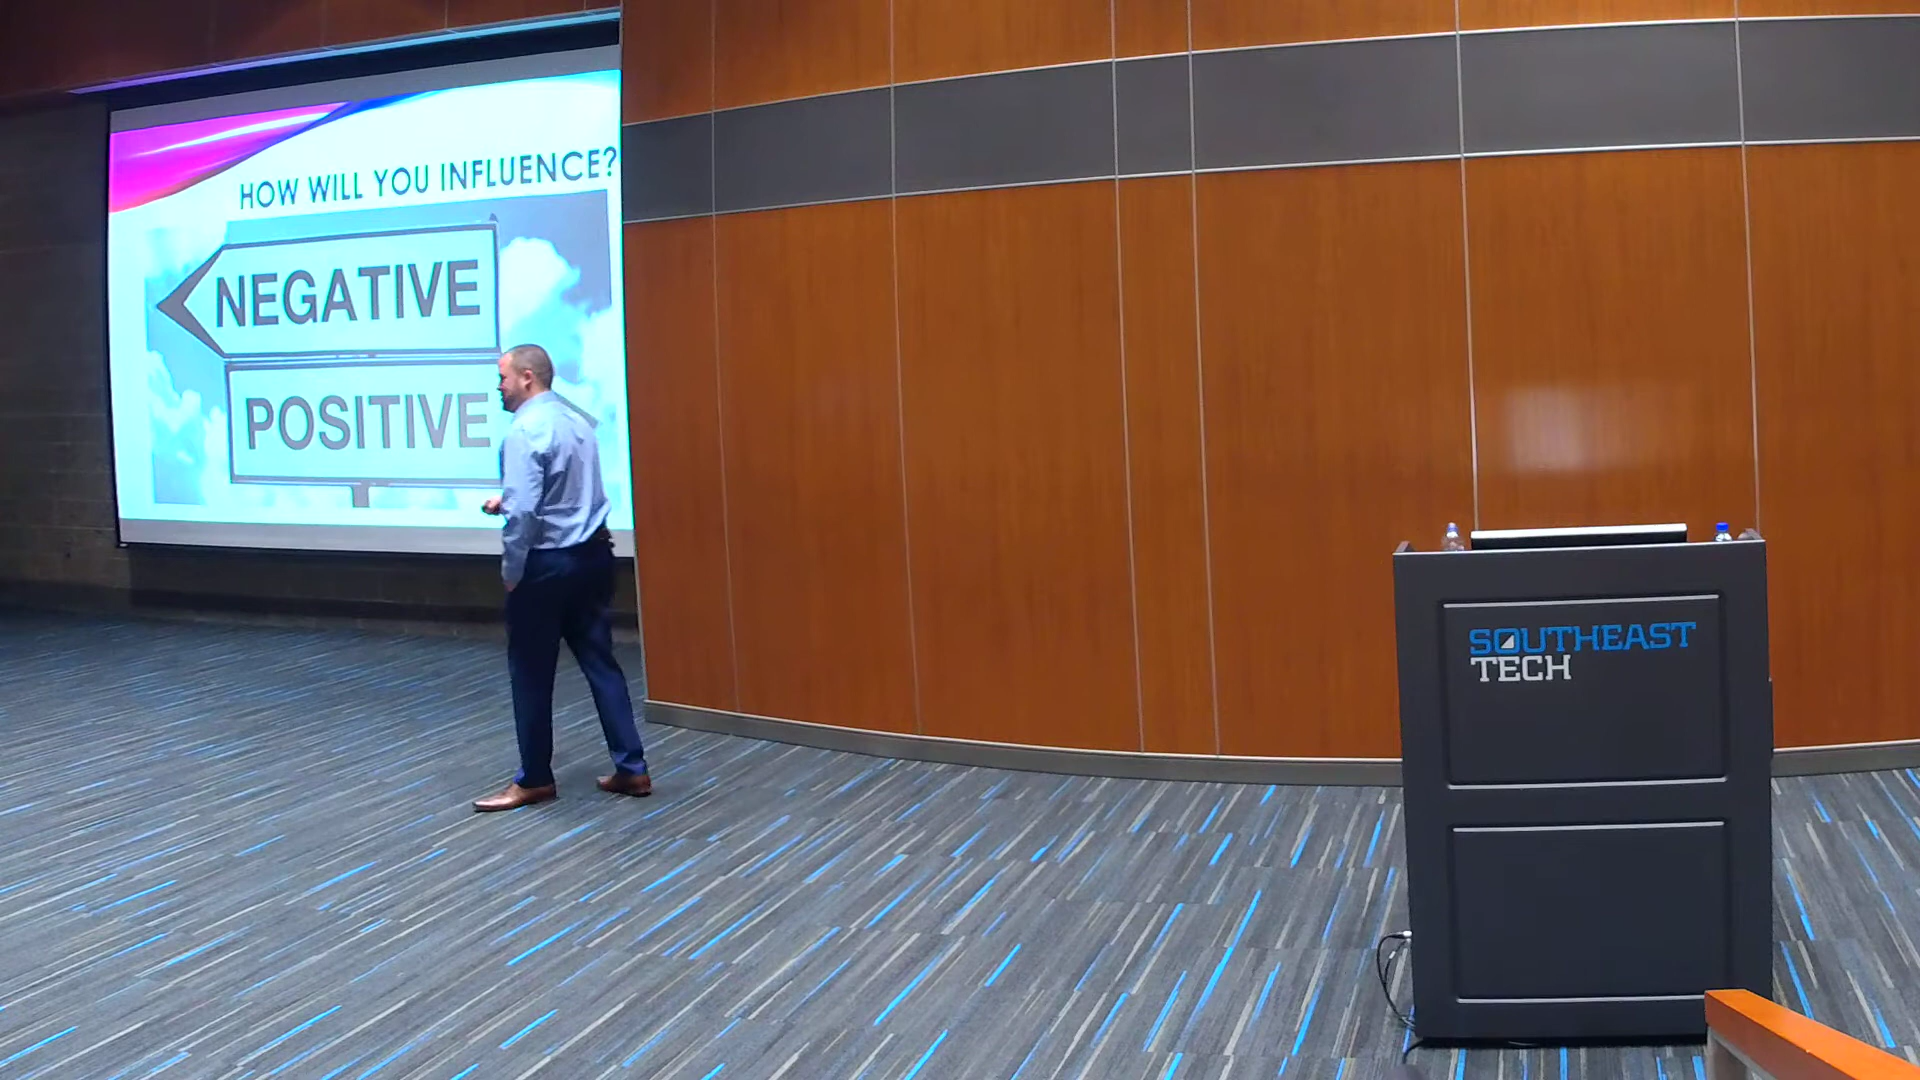 HOW WILL YOU INFLUENCE?
NEGATIVE
POSITIVE
SOUTHEAST
TECH